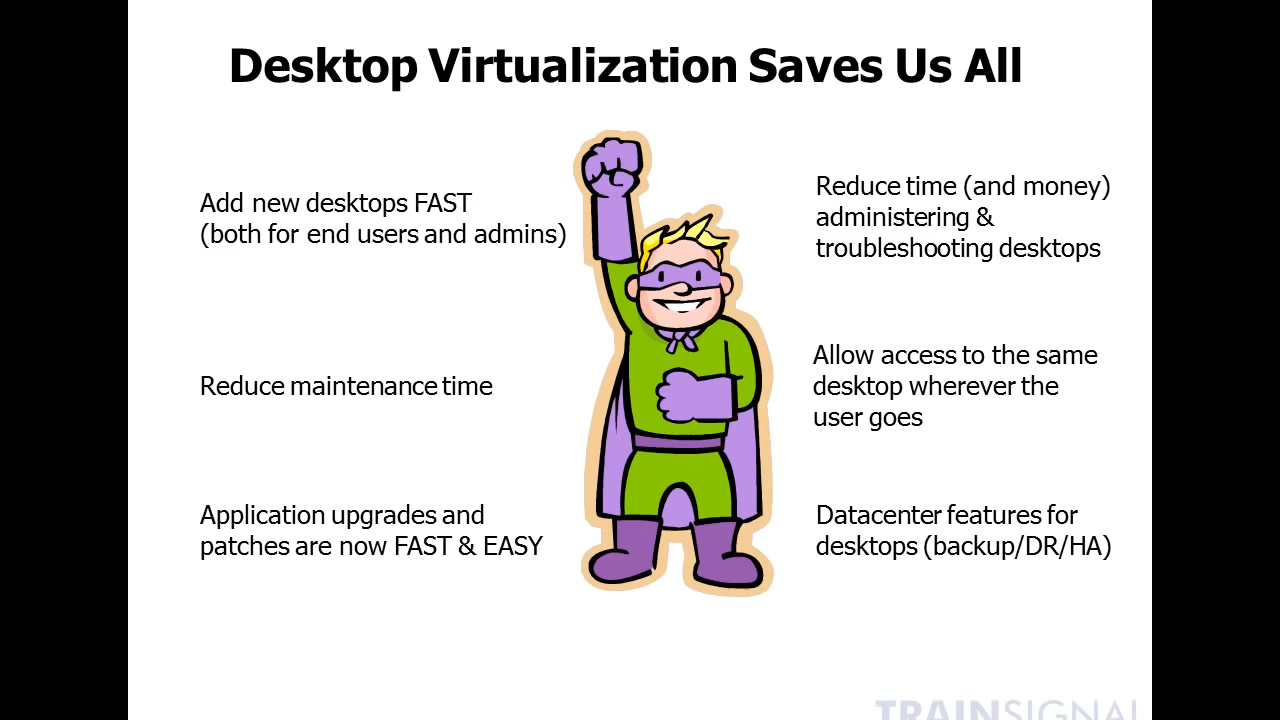 Desktop Virtualization Saves Us All
Add new desktops FAST
(both for end users and admins)
Reduce maintenance time
Application upgrades and
patches are now FAST & EASY
Reduce time (and money)
administering &
troubleshooting desktops
Allow access to the same
desktop wherever the
user goes
Datacenter features for
desktops (backup/DR/HA)
TRAINSIGNAL